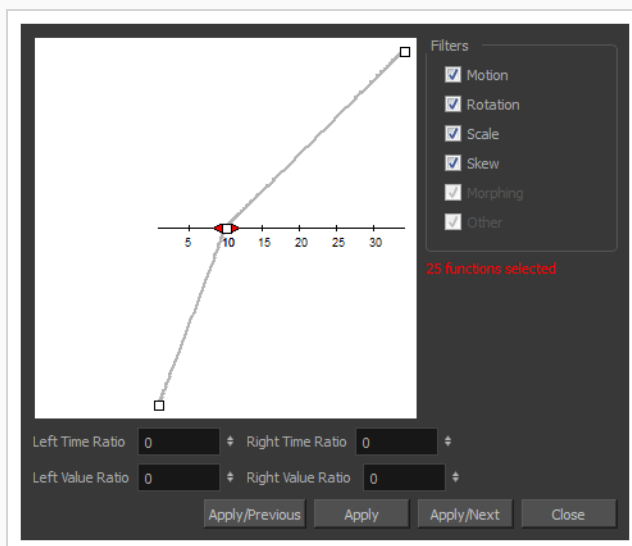 Filters
Motion
Rotation
Scale
Skew
Morphing
Other
5 10 15 20 25 30
25 functions selected
Left Time Ratio 0 Right Time Ratio 0
Left Value Ratio 0 Right Value Ratio 0
Apply/Previous Apply Apply/Next Close